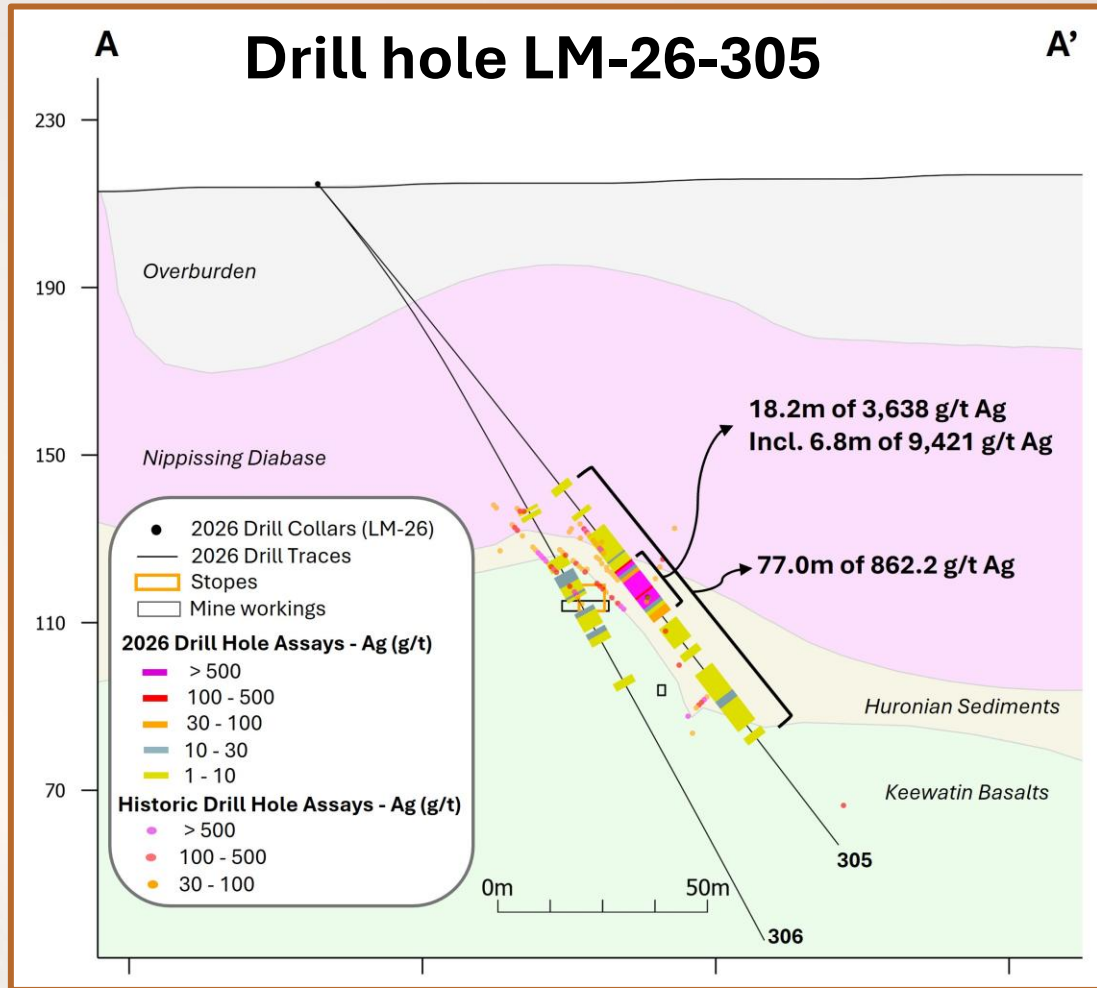 A
Drill hole LM-26-305
A’
230
190
150
110
70
Overburden
Nippissing Diabase
18.2m of 3,638 g/t Ag
Incl. 6.8m of 9,421 g/t Ag
77.0m of 862.2 g/t Ag
Huronian Sediments
Keewatin Basalts
2026 Drill Collars (LM-26)
2026 Drill Traces
Stopes
Mine workings
2026 Drill Hole Assays - Ag (g/t)
> 500
100 - 500
30 - 100
10 - 30
1 - 10
Historic Drill Hole Assays - Ag (g/t)
> 500
100 - 500
30 - 100
0m
50m
305
306